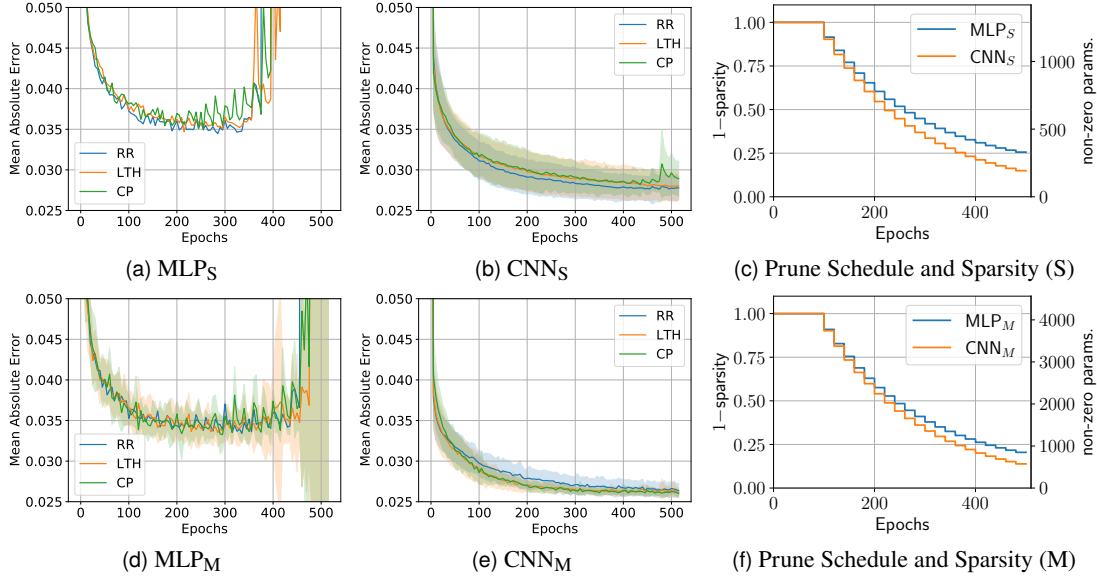 0.050
0.045
0.040
0.035
0.030
0.025
Mean Absolute Error
RR
LTH
CP
0 100 200 300 400 500
Epochs
(a) MLP_S
0.050
0.045
0.040
0.035
0.030
0.025
Mean Absolute Error
RR
LTH
CP
0 100 200 300 400 500
Epochs
(b) CNN_S
1.00
0.75
0.50
0.25
0.00
1−sparsity
MLP_S
CNN_S
1000
500
0
non-zero params.
0 200 400
Epochs
(c) Prune Schedule and Sparsity (S)
0.050
0.045
0.040
0.035
0.030
0.025
Mean Absolute Error
RR
LTH
CP
0 100 200 300 400 500
Epochs
(d) MLP_M
0.050
0.045
0.040
0.035
0.030
0.025
Mean Absolute Error
RR
LTH
CP
0 100 200 300 400 500
Epochs
(e) CNN_M
1.00
0.75
0.50
0.25
0.00
1−sparsity
MLP_M
CNN_M
4000
3000
2000
1000
0
non-zero params.
0 200 400
Epochs
(f) Prune Schedule and Sparsity (M)